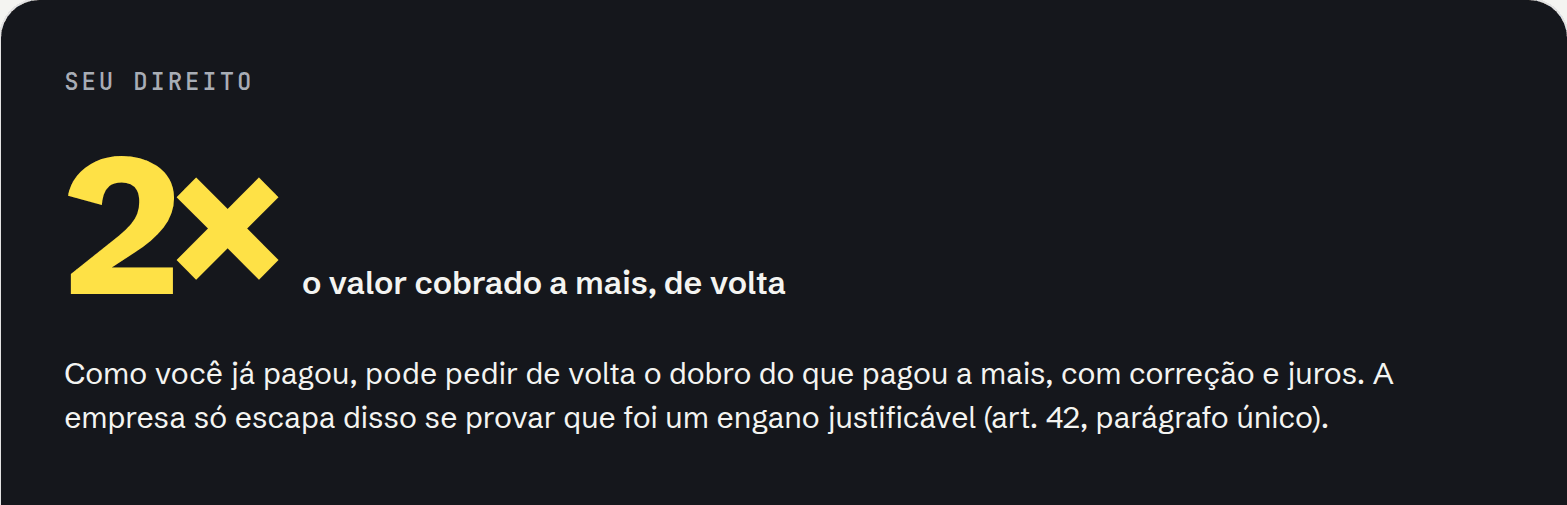 SEU DIREITO
2× o valor cobrado a mais, de volta
Como você já pagou, pode pedir de volta o dobro do que pagou a mais, com correção e juros. A
empresa só escapa disso se provar que foi um engano justificável (art. 42, parágrafo único).